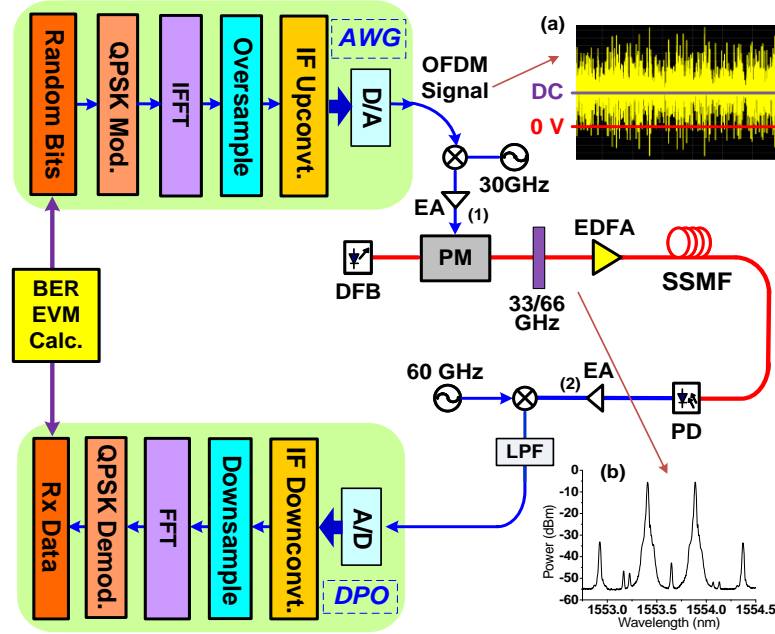 Random Bits
QPSK Mod.
IFFT
Oversample
IF Upconvt.
AWG
D/A
OFDM
Signal
(a)
DC
0 V
30GHz
EA
(1)
PM
DFB
33/66
GHz
EDFA
SSMF
BER
EVM
Calc.
60 GHz
EA
(2)
PD
LPF
Rx Data
QPSK Demod.
FFT
Downsample
IF Downconvt.
A/D
DPO
(b)
Power (dBm)
0
-10
-20
-30
-40
-50
-60
1553.0 1553.5 1554.0 1554.5
Wavelength (nm)